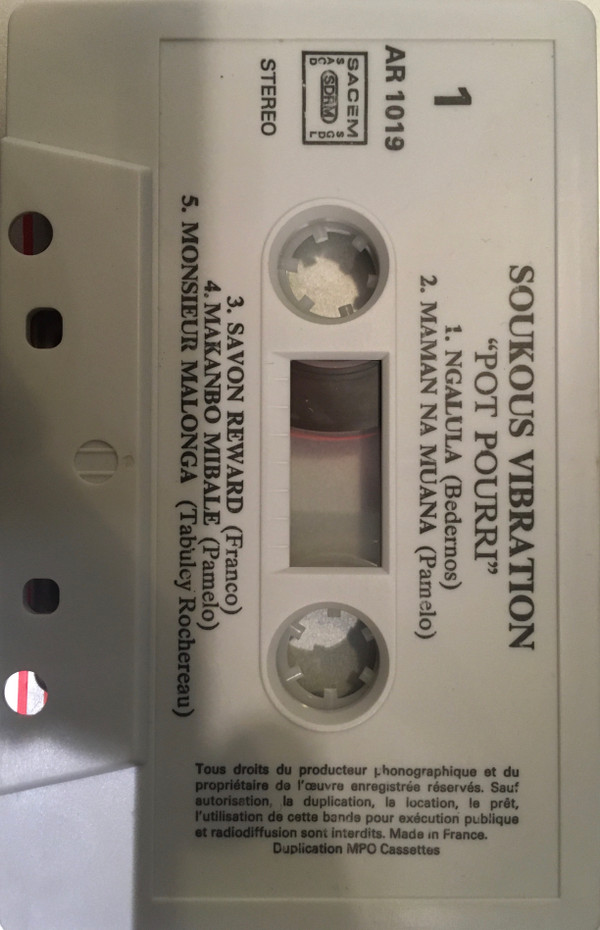 SOUKOUS VIBRATION
“POT POURRI”
1. NGALULA (Bedernos)
2. MAMAN NA MUANA (Pamelo)
1
AR 1019
SACEM
SACD
SDRM
SGDL
STEREO
3. SAVON REWARD (Franco)
4. MAKANBO MIBALE (Pamelo)
5. MONSIEUR MALONGA (Tabulcy Rochereau)
Tous droits du producteur phonographique et du
propriétaire de l’œuvre enregistrée réservés. Sauf
autorisation, la duplication, la location, le prêt,
l’utilisation de cette bande pour exécution publique
et radiodiffusion sont interdits. Made in France.
Duplication MPO Cassettes